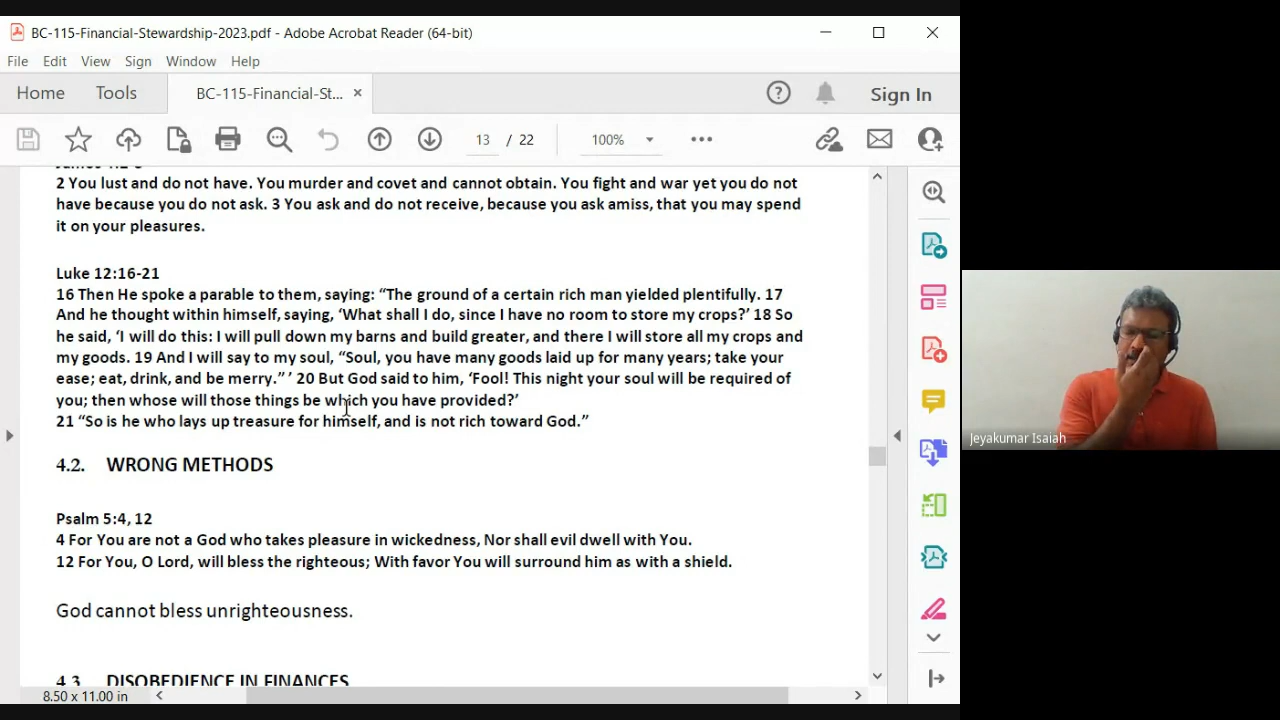 BC-115-Financial-Stewardship-2023.pdf - Adobe Acrobat Reader (64-bit)
File Edit View Sign Window Help
Home Tools BC-115-Financial-St... × Sign In
13 / 22 100%
2 You lust and do not have. You murder and covet and cannot obtain. You fight and war yet you do not
have because you do not ask. 3 You ask and do not receive, because you ask amiss, that you may spend
it on your pleasures.
Luke 12:16-21
16 Then He spoke a parable to them, saying: “The ground of a certain rich man yielded plentifully. 17
And he thought within himself, saying, ‘What shall I do, since I have no room to store my crops?’ 18 So
he said, ‘I will do this: I will pull down my barns and build greater, and there I will store all my crops and
my goods. 19 And I will say to my soul, “Soul, you have many goods laid up for many years; take your
ease; eat, drink, and be merry.” ’ 20 But God said to him, ‘Fool! This night your soul will be required of
you; then whose will those things be which you have provided?’
21 “So is he who lays up treasure for himself, and is not rich toward God.”
4.2. WRONG METHODS
Psalm 5:4, 12
4 For You are not a God who takes pleasure in wickedness, Nor shall evil dwell with You.
12 For You, O Lord, will bless the righteous; With favor You will surround him as with a shield.
God cannot bless unrighteousness.
4.3 DISOBEDIENCE IN FINANCES
8.50 x 11.00 in
Jeyakumar Isaiah